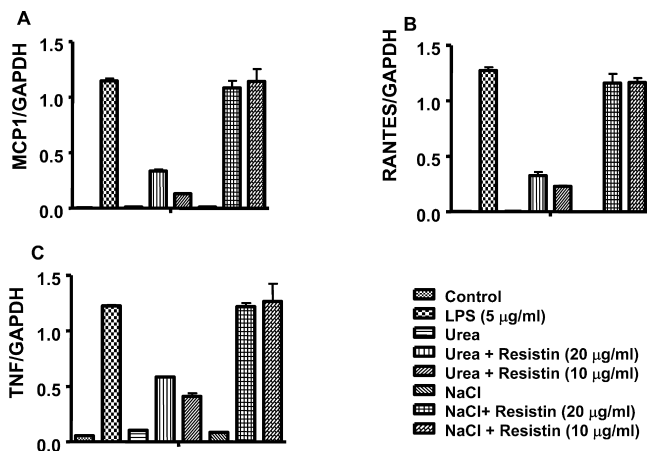 A
MCP1/GAPDH
1.5
1.0
0.5
0.0
B
RANTES/GAPDH
1.5
1.0
0.5
0.0
C
TNF/GAPDH
1.5
1.0
0.5
0.0
Control
LPS (5 μg/ml)
Urea
Urea + Resistin (20 μg/ml)
Urea + Resistin (10 μg/ml)
NaCl
NaCl+ Resistin (20 μg/ml)
NaCl + Resistin (10 μg/ml)